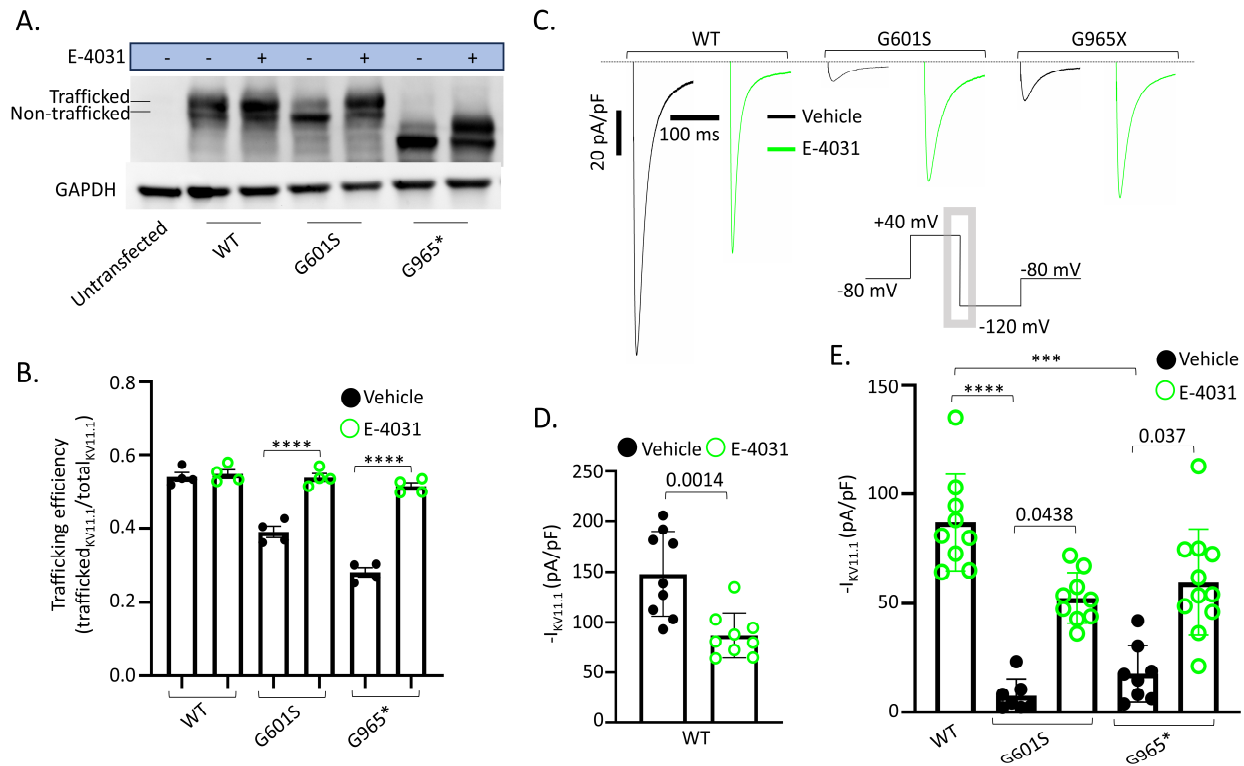 A.
E-4031 - - + - + - +
Trafficked
Non-trafficked
GAPDH
Untransfected
WT
G601S
G965*
B.
Trafficking efficiency
(traffickedKV11.1/totalKV11.1)
0.8
0.6
0.4
0.2
0.0
Vehicle
E-4031
****
****
WT
G601S
G965*
C.
WT
G601S
G965X
20 pA/pF
100 ms
Vehicle
E-4031
+40 mV
-80 mV
-80 mV
-120 mV
D.
Vehicle
E-4031
-IKV11.1 (pA/pF)
250
200
150
100
50
0
0.0014
WT
E.
Vehicle
E-4031
-IKV11.1 (pA/pF)
150
100
50
0
***
****
0.037
0.0438
WT
G601S
G965*